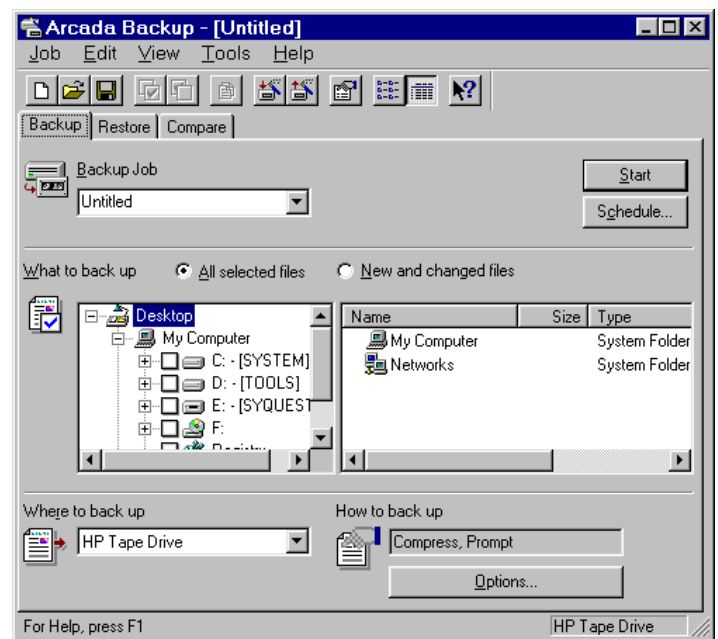 Arcada Backup - [Untitled]
Job Edit View Tools Help
Backup Restore Compare
Backup Job
Untitled
Start
Schedule...
What to back up All selected files New and changed files
Desktop
My Computer
C: - [SYSTEM]
D: - [TOOLS]
E: - [SYQUEST
F:
Name Size Type
My Computer System Folder
Networks System Folder
Where to back up
HP Tape Drive
How to back up
Compress, Prompt
Options...
For Help, press F1 HP Tape Drive